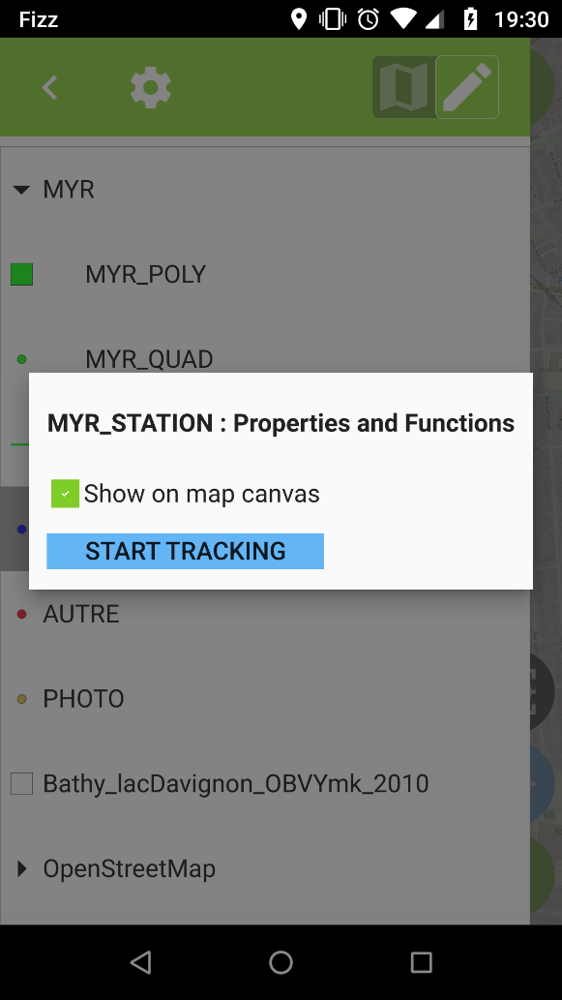 Fizz 19:30
MYR
MYR_POLY
MYR_QUAD
MYR_STATION : Properties and Functions
Show on map canvas
START TRACKING
AUTRE
PHOTO
Bathy_lacDavignon_OBVYmk_2010
OpenStreetMap